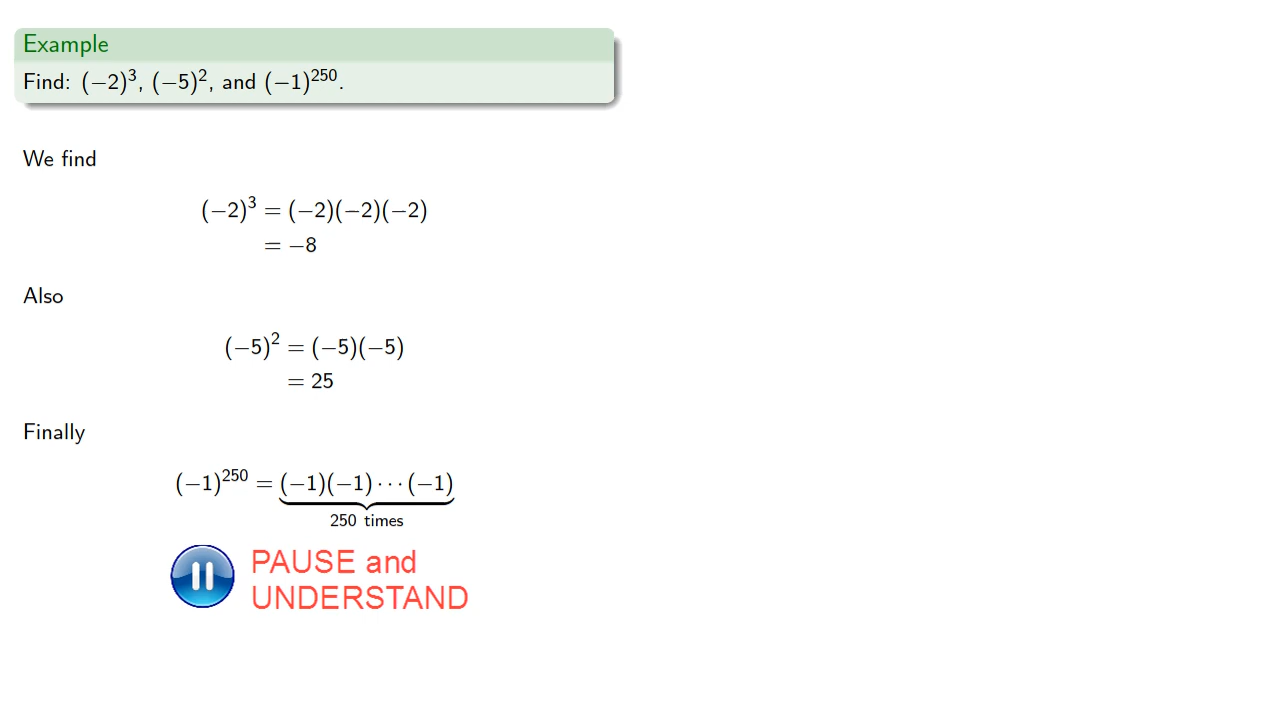 Example
Find: (−2)³, (−5)², and (−1)²⁵⁰.
We find
(−2)³ = (−2)(−2)(−2)
= −8
Also
(−5)² = (−5)(−5)
= 25
Finally
(−1)²⁵⁰ = (−1)(−1)···(−1)
250 times
PAUSE and
UNDERSTAND